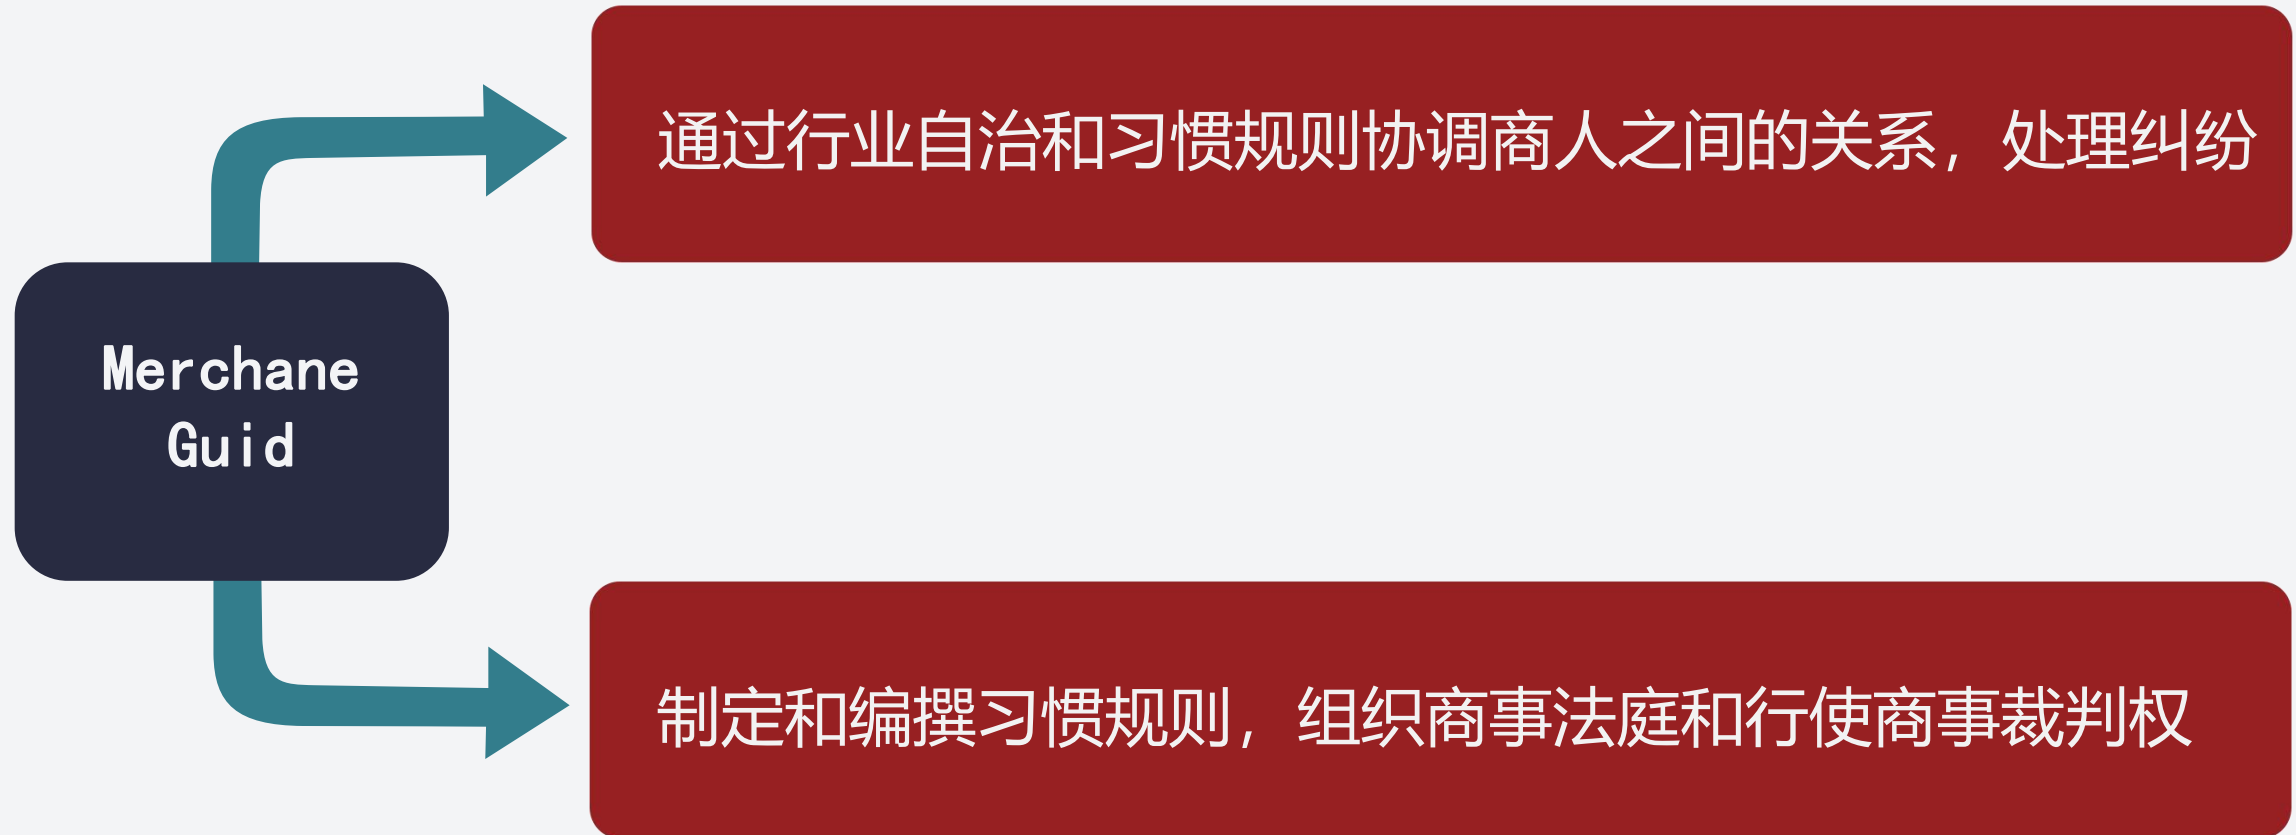 通过行业自治和习惯规则协调商人之间的关系，处理纠纷
Merchane
Guid
制定和编撰习惯规则，组织商事法庭和行使商事裁判权